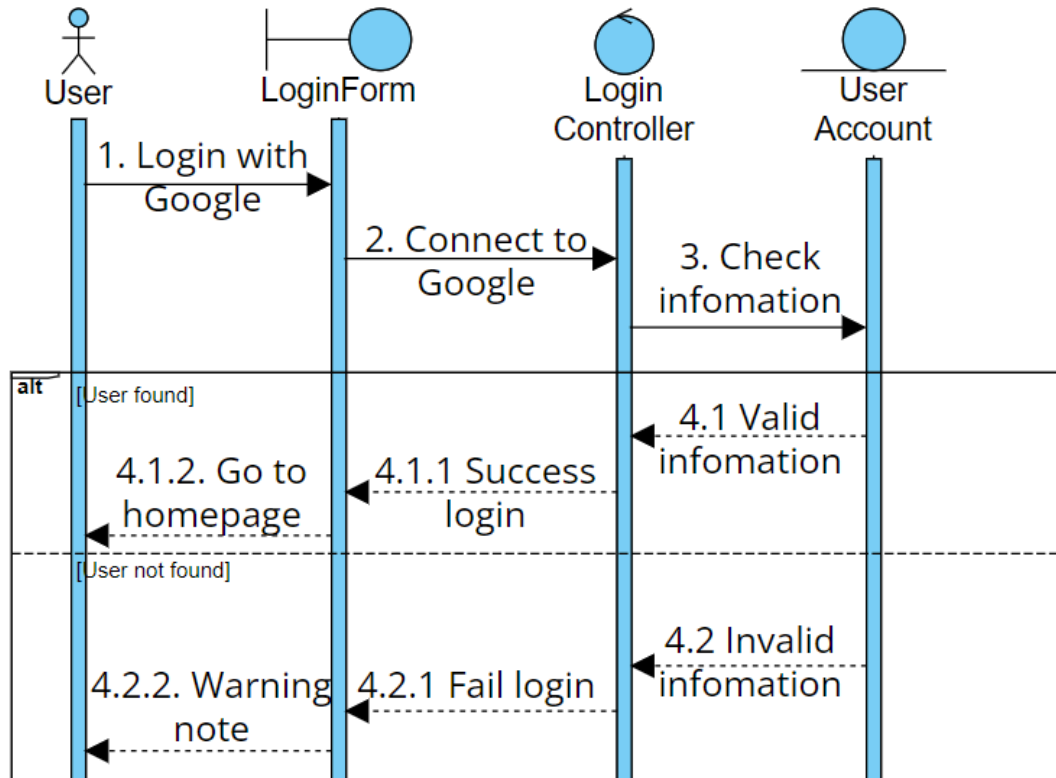 User
LoginForm
Login
Controller
User
Account
1. Login with
Google
2. Connect to
Google
3. Check
infomation
alt
[User found]
4.1 Valid
infomation
4.1.1 Success
login
4.1.2. Go to
homepage
[User not found]
4.2 Invalid
infomation
4.2.1 Fail login
4.2.2. Warning
note